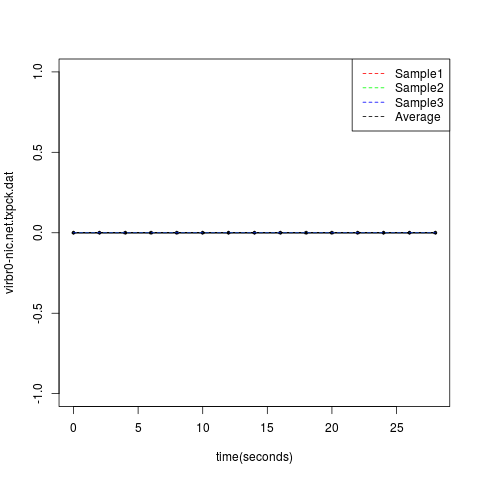 Sample1
Sample2
Sample3
Average
1.0
0.5
0.0
-0.5
-1.0
virbr0-nic.net.txpck.dat
0 5 10 15 20 25
time(seconds)